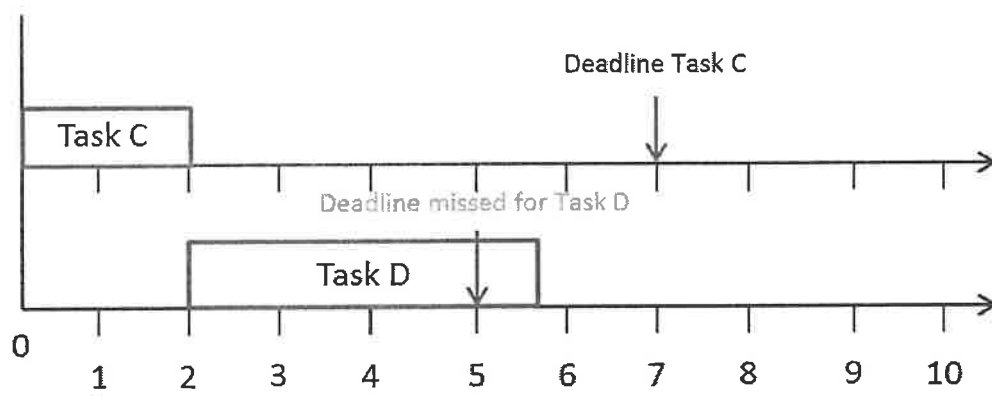 Deadline Task C
Task C
Deadline missed for Task D
Task D
0
1 2 3 4 5 6 7 8 9 10